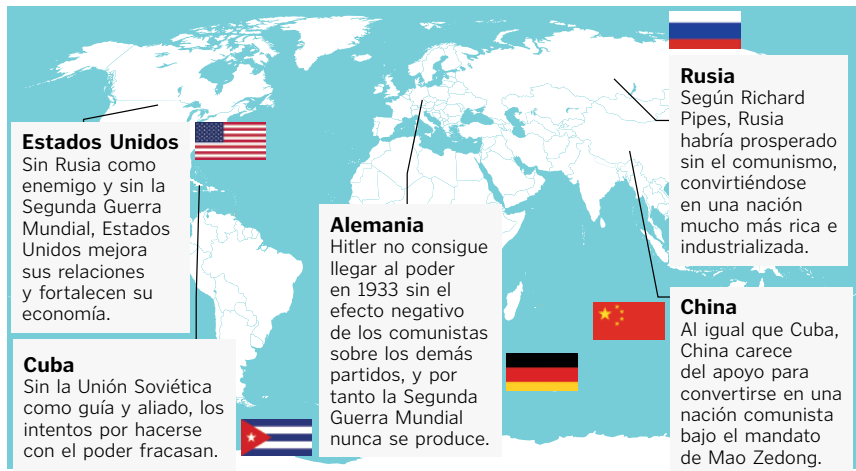 Estados Unidos
Sin Rusia como
enemigo y sin la
Segunda Guerra
Mundial, Estados
Unidos mejora
sus relaciones
y fortalecen su
economía.
Cuba
Sin la Unión Soviética
como guía y aliado, los
intentos por hacerse
con el poder fracasan.
Alemania
Hitler no consigue
llegar al poder
en 1933 sin el
efecto negativo
de los comunistas
sobre los demás
partidos, y por
tanto la Segunda
Guerra Mundial
nunca se produce.
Rusia
Según Richard
Pipes, Rusia
habría prosperado
sin el comunismo,
convirtiéndose
en una nación
mucho más rica e
industrializada.
China
Al igual que Cuba,
China carece
del apoyo para
convertirse en una
nación comunista
bajo el mandato
de Mao Zedong.